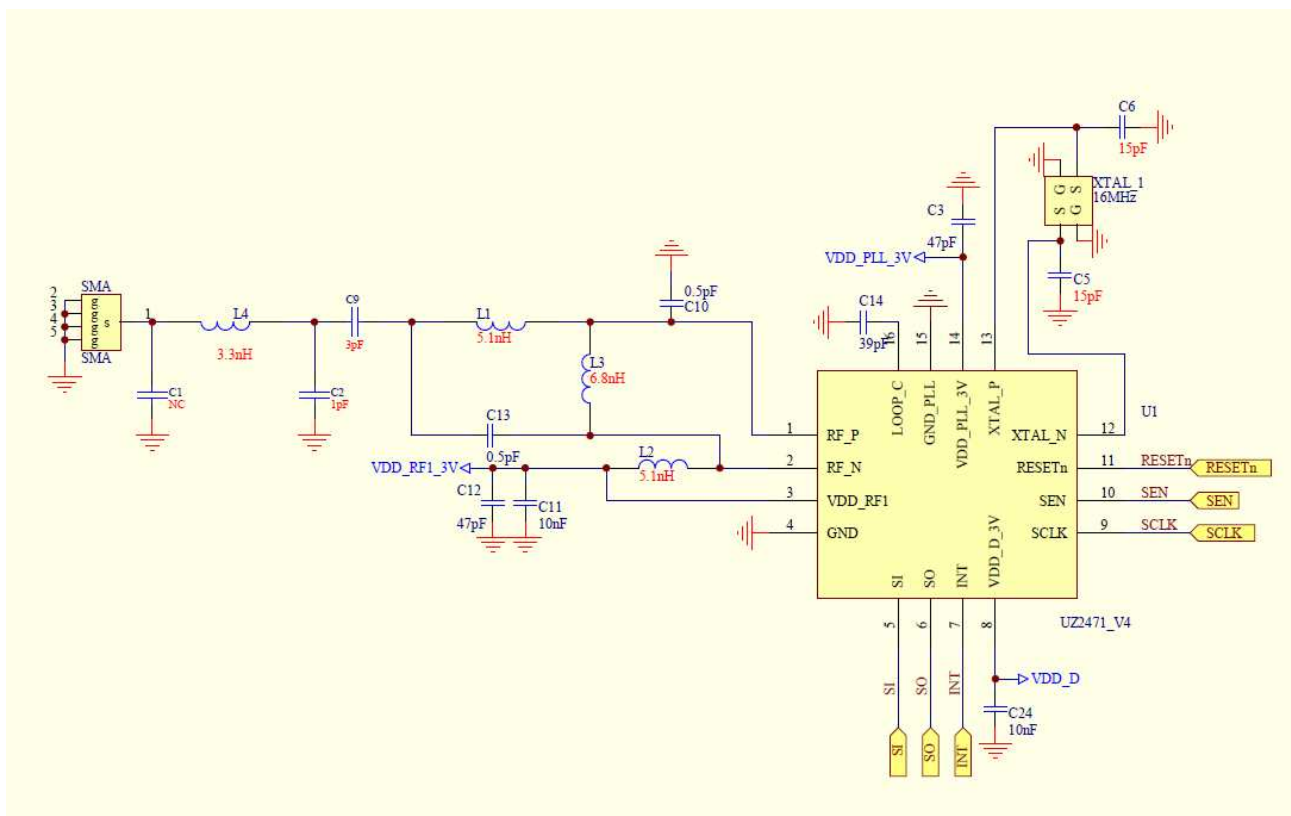 C6
15pF
XTAL_1
16MHz
G S
S G
C5
15pF
C3
47pF
VDD_PLL_3V
C14
39pF
16
15
14
13
SMA
2
3
4
5
S
1
SMA
C1
NC
L4
3.3nH
C2
1pF
C9
3pF
L1
5.1nH
0.5pF
C10
L3
6.8nH
C13
0.5pF
VDD_RF1_3V
L2
5.1nH
C12
47pF
C11
10nF
LOOP_C
GND_PLL
VDD_PLL_3V
XTAL_P
U1
1
RF_P
2
RF_N
3
VDD_RF1
4
GND
XTAL_N
12
RESETn
11
RESETn
RESETn
SEN
10
SEN
SEN
SCLK
9
SCLK
SCLK
SI
SO
INT
VDD_D_3V
5
6
7
8
UZ2471_V4
SI
SO
INT
VDD_D
C24
10nF
SI
SO
INT